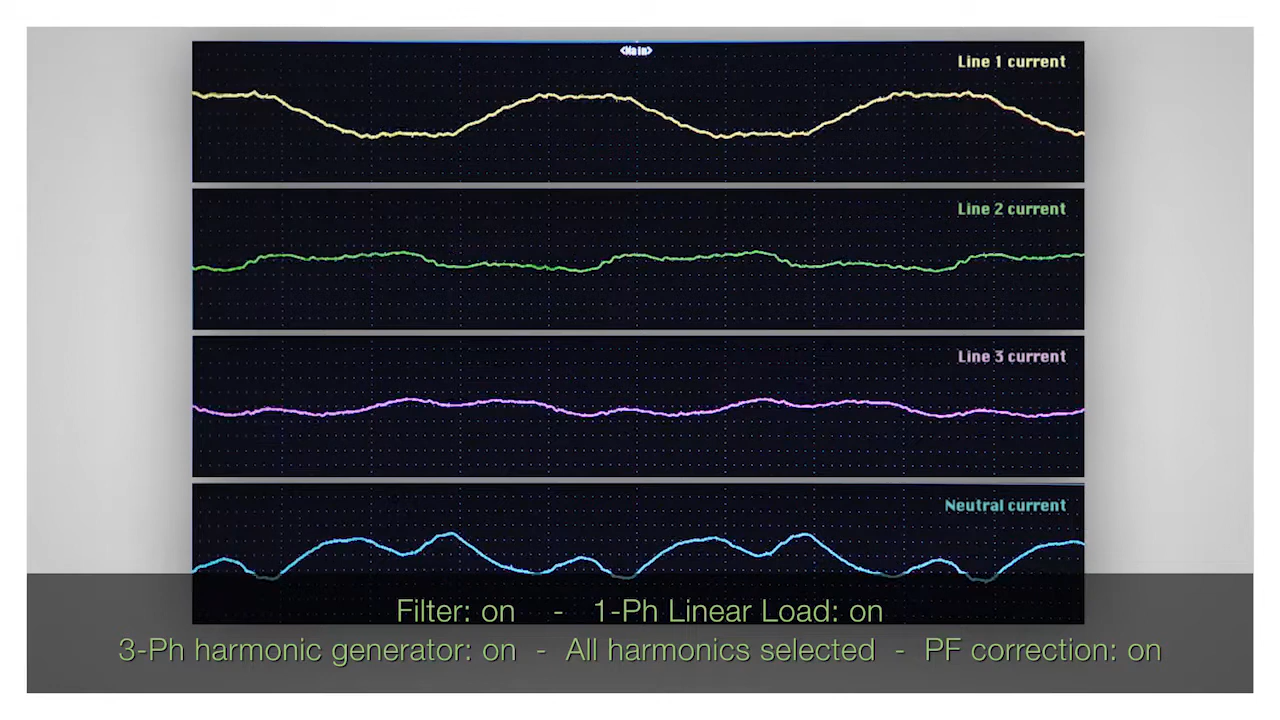 <Main>
Line 1 current
Line 2 current
Line 3 current
Neutral current
Filter: on - 1-Ph Linear Load: on
3-Ph harmonic generator: on - All harmonics selected - PF correction: on